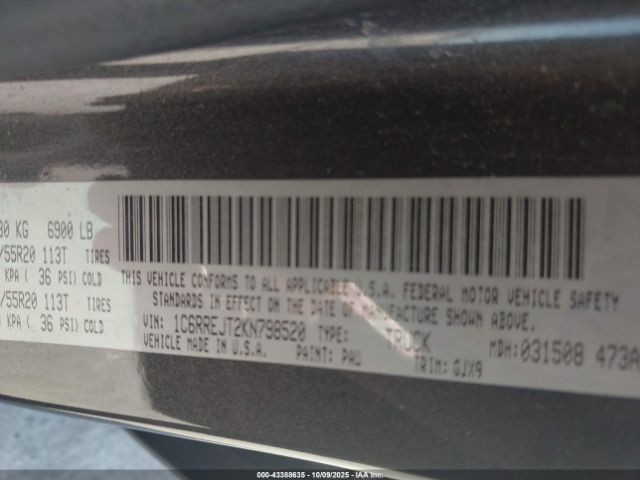 30 KG 6900 LB
/55R20 113T TIRES
KPA ( 36 PSI) COLD
/55R20 113T TIRES
KPA ( 36 PSI) COLD
THIS VEHICLE CONFORMS TO ALL APPLICABLE U.S.A. FEDERAL MOTOR VEHICLE SAFETY
STANDARDS IN EFFECT ON THE DATE OF MANUFACTURE SHOWN ABOVE.
VIN: 1C6RREJT2KN798520 TYPE: TRUCK MDH:031508 473A
VEHICLE MADE IN U.S.A. PAINT: PAU TRIM: GJX9
000-43388635 - 10/09/2025 - IAA Inc.